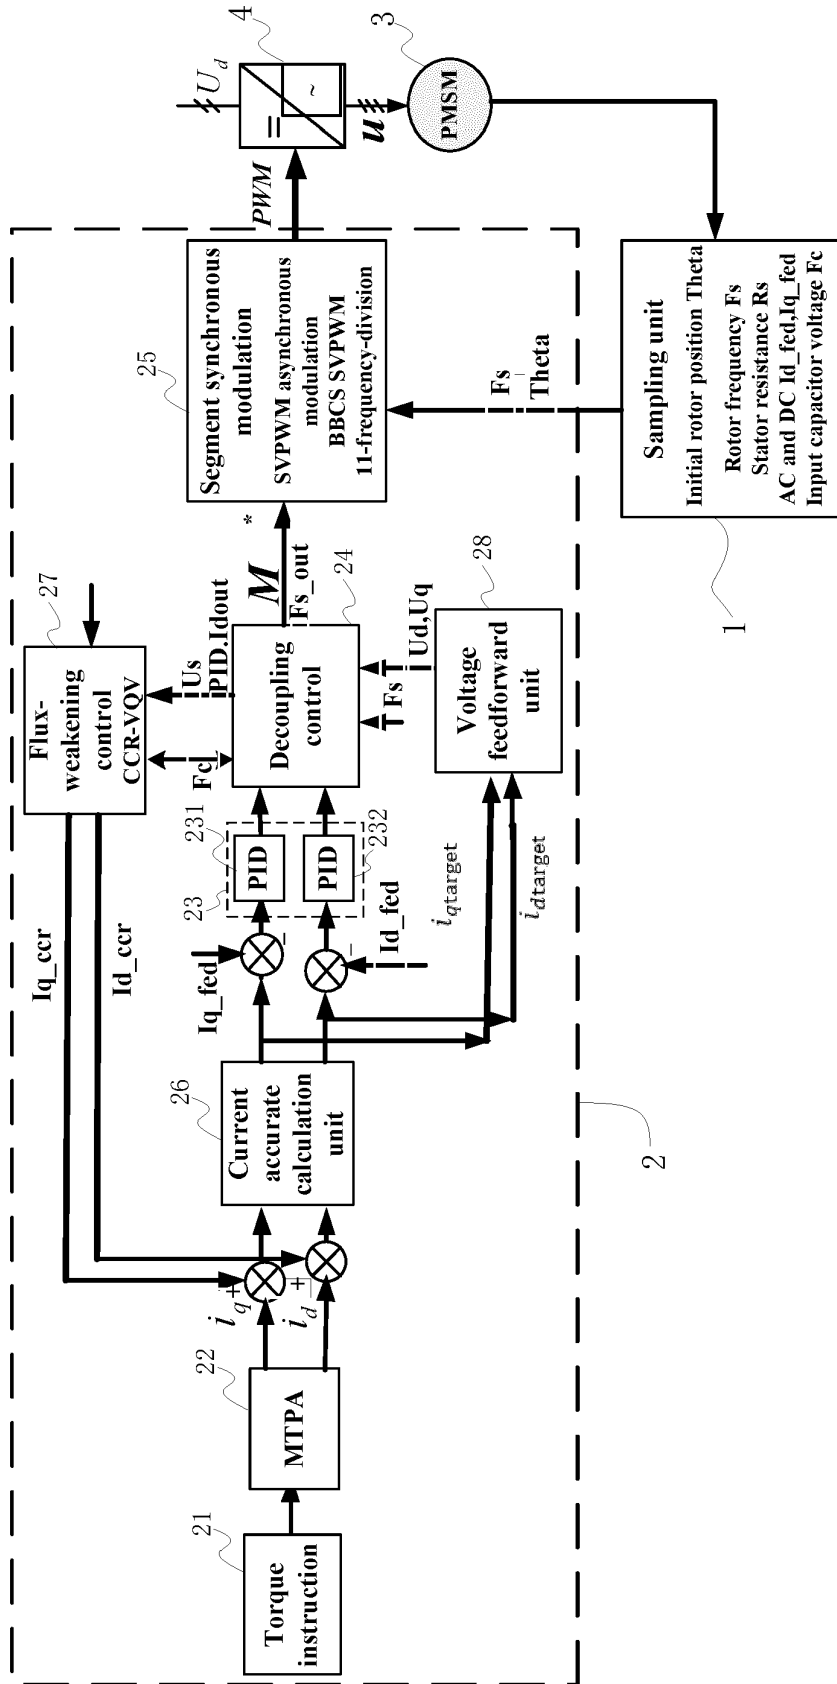 21
Torque
instruction
22
MTPA
i_q
+
i_d
+
Iq_ccr
Id_ccr
26
Current
accurate
calculation
unit
Iq_fed
-
Id_fed
-
23
231
PID
232
PID
i_qtarget
i_dtarget
27
Flux-
weakening
control
CCR-VQV
Fc
Us
PID.Idout
24
Decoupling
control
Fs
Ud,Uq
28
Voltage
feedforward
unit
M
*
Fs_out
25
Segment synchronous
modulation
SVPWM asynchronous
modulation
BBCS SVPWM
11-frequency-division
Fs
Theta
PWM
U_d
4
=
~
u
3
PMSM
Sampling unit
Initial rotor position Theta
Rotor frequency Fs
Stator resistance Rs
AC and DC Id_fed,Iq_fed
Input capacitor voltage Fc
1
2